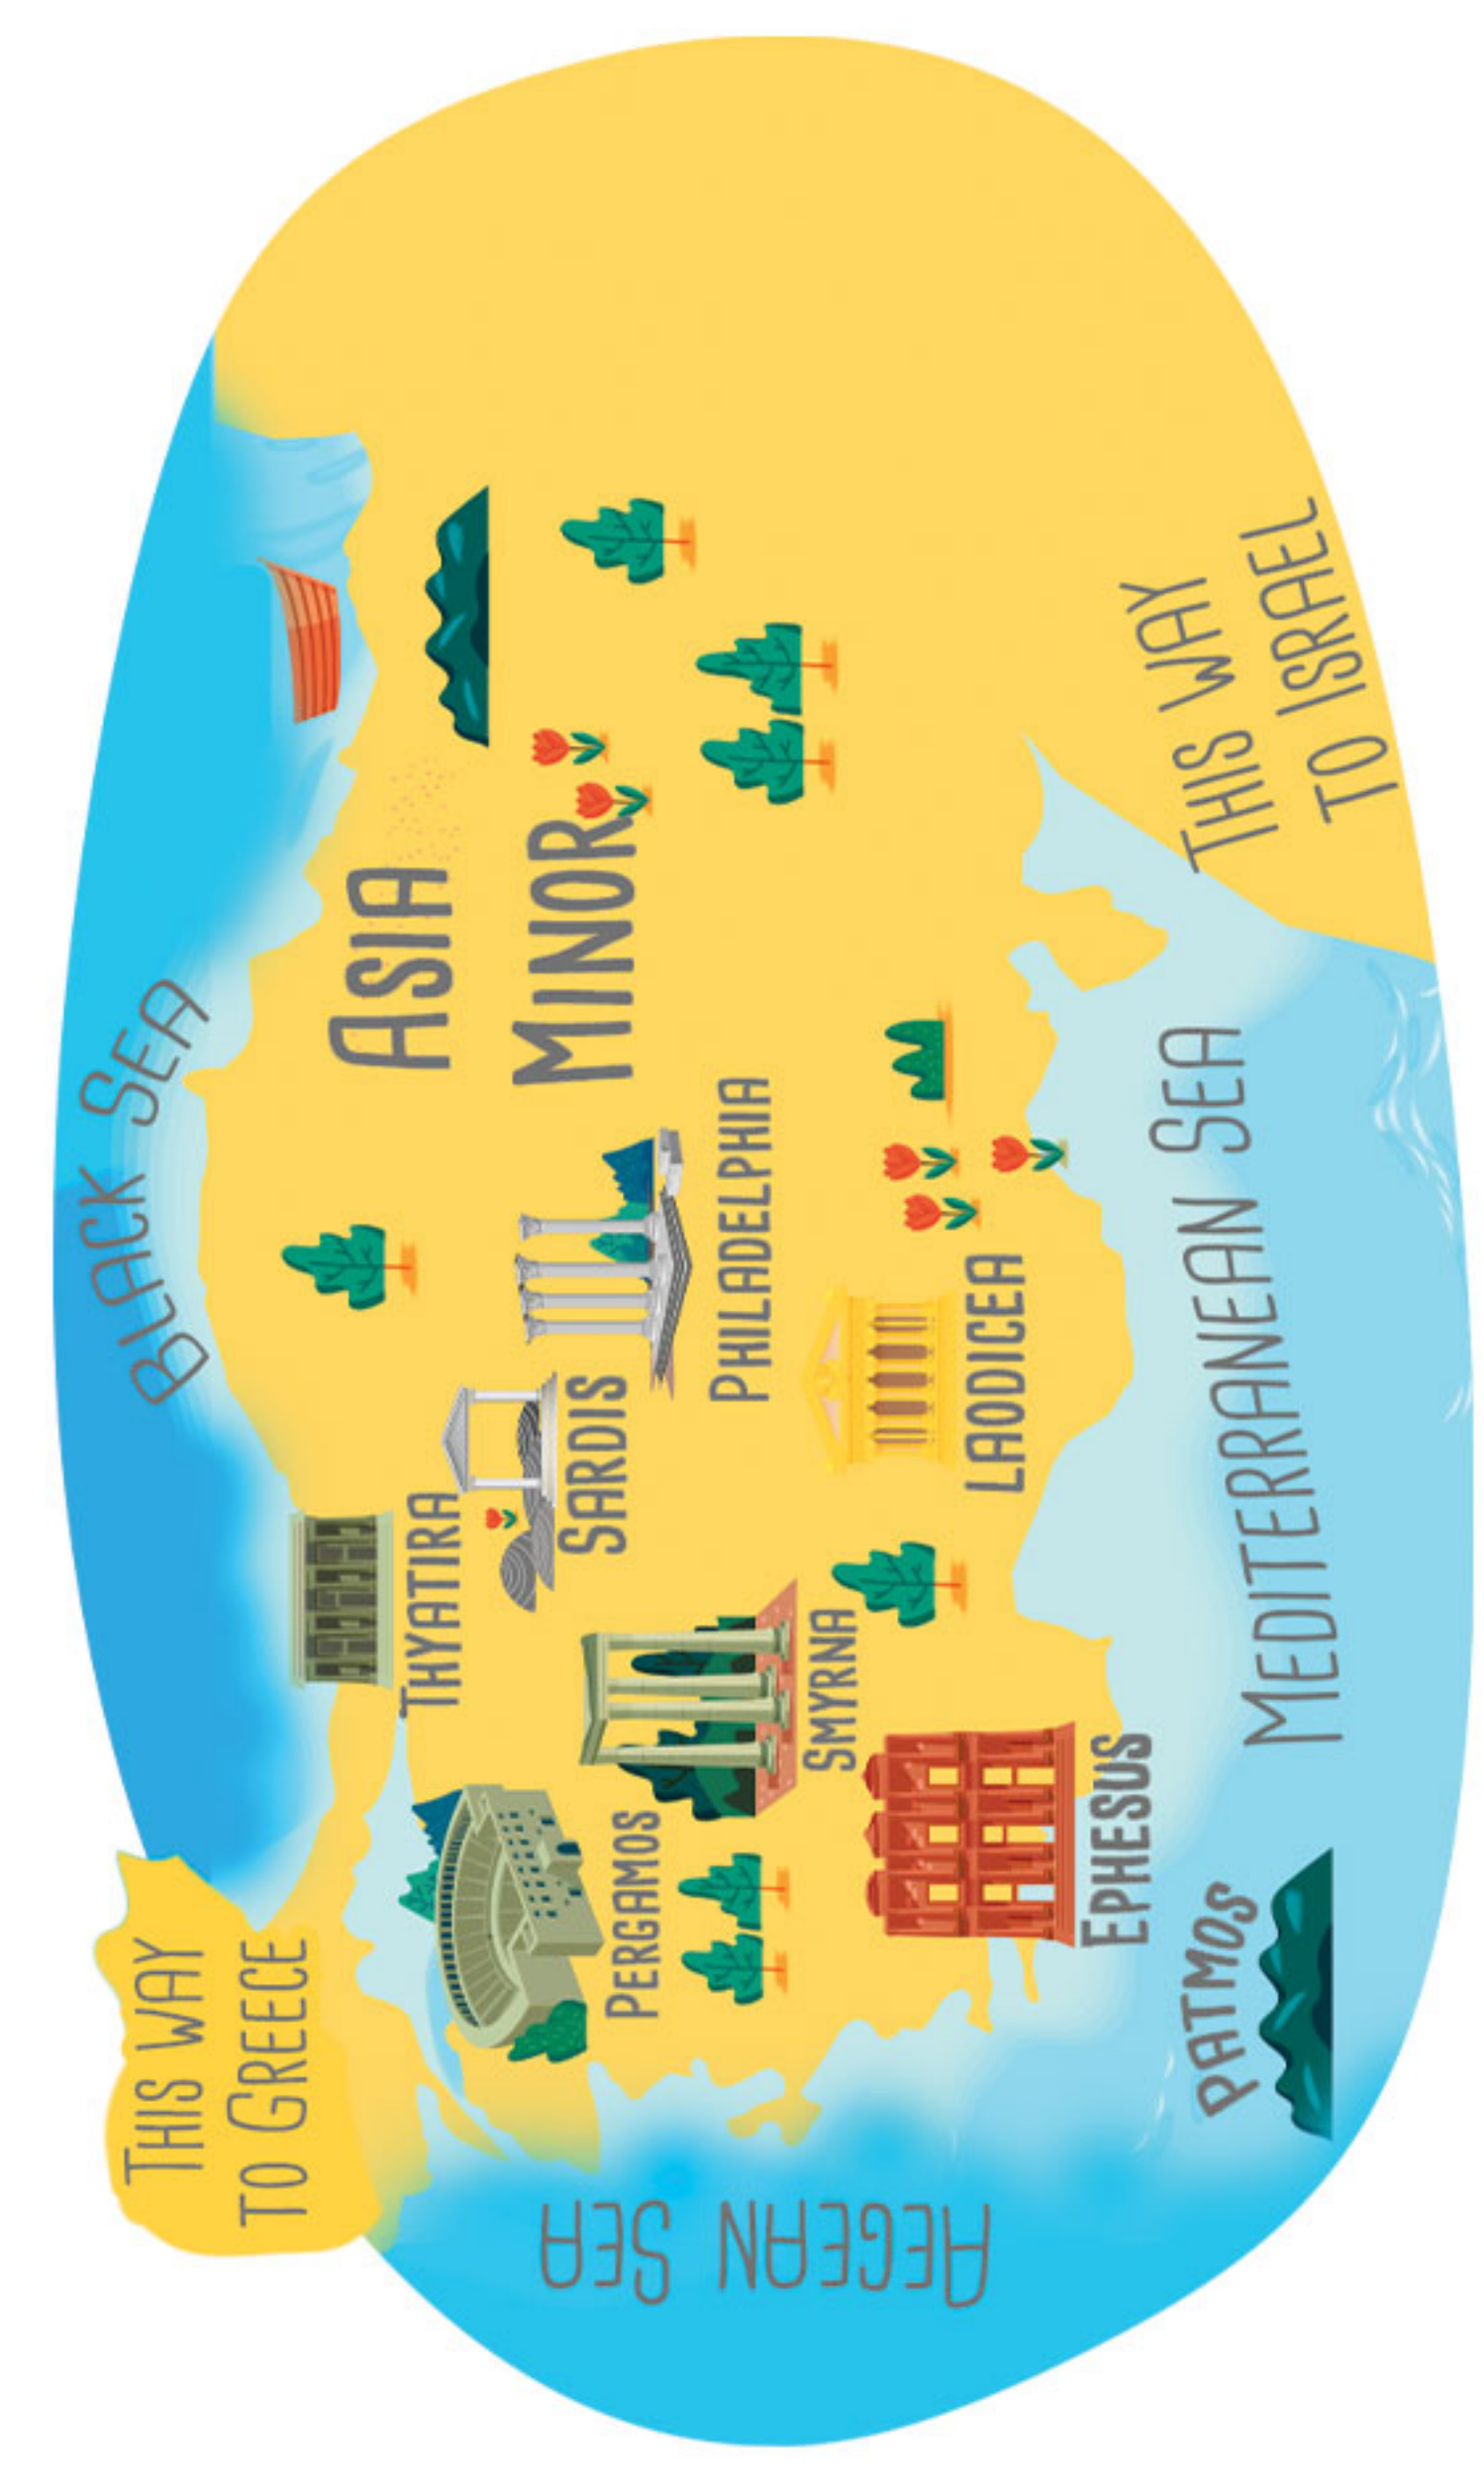 BLACK SEA
THIS WAY
TO GREECE
ASIA
MINOR
THYATIRA
SARDIS
PERGAMOS
PHILADELPHIA
SMYRNA
LAODICEA
EPHESUS
PATMOS
AEGEAN SEA
MEDITERRANEAN SEA
THIS WAY
TO ISRAEL